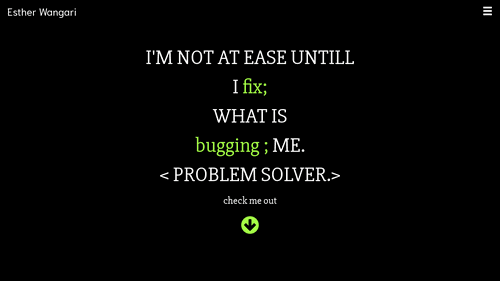 Esther Wangari
I'M NOT AT EASE UNTILL
I fix;
WHAT IS
bugging ; ME.
< PROBLEM SOLVER.>
check me out